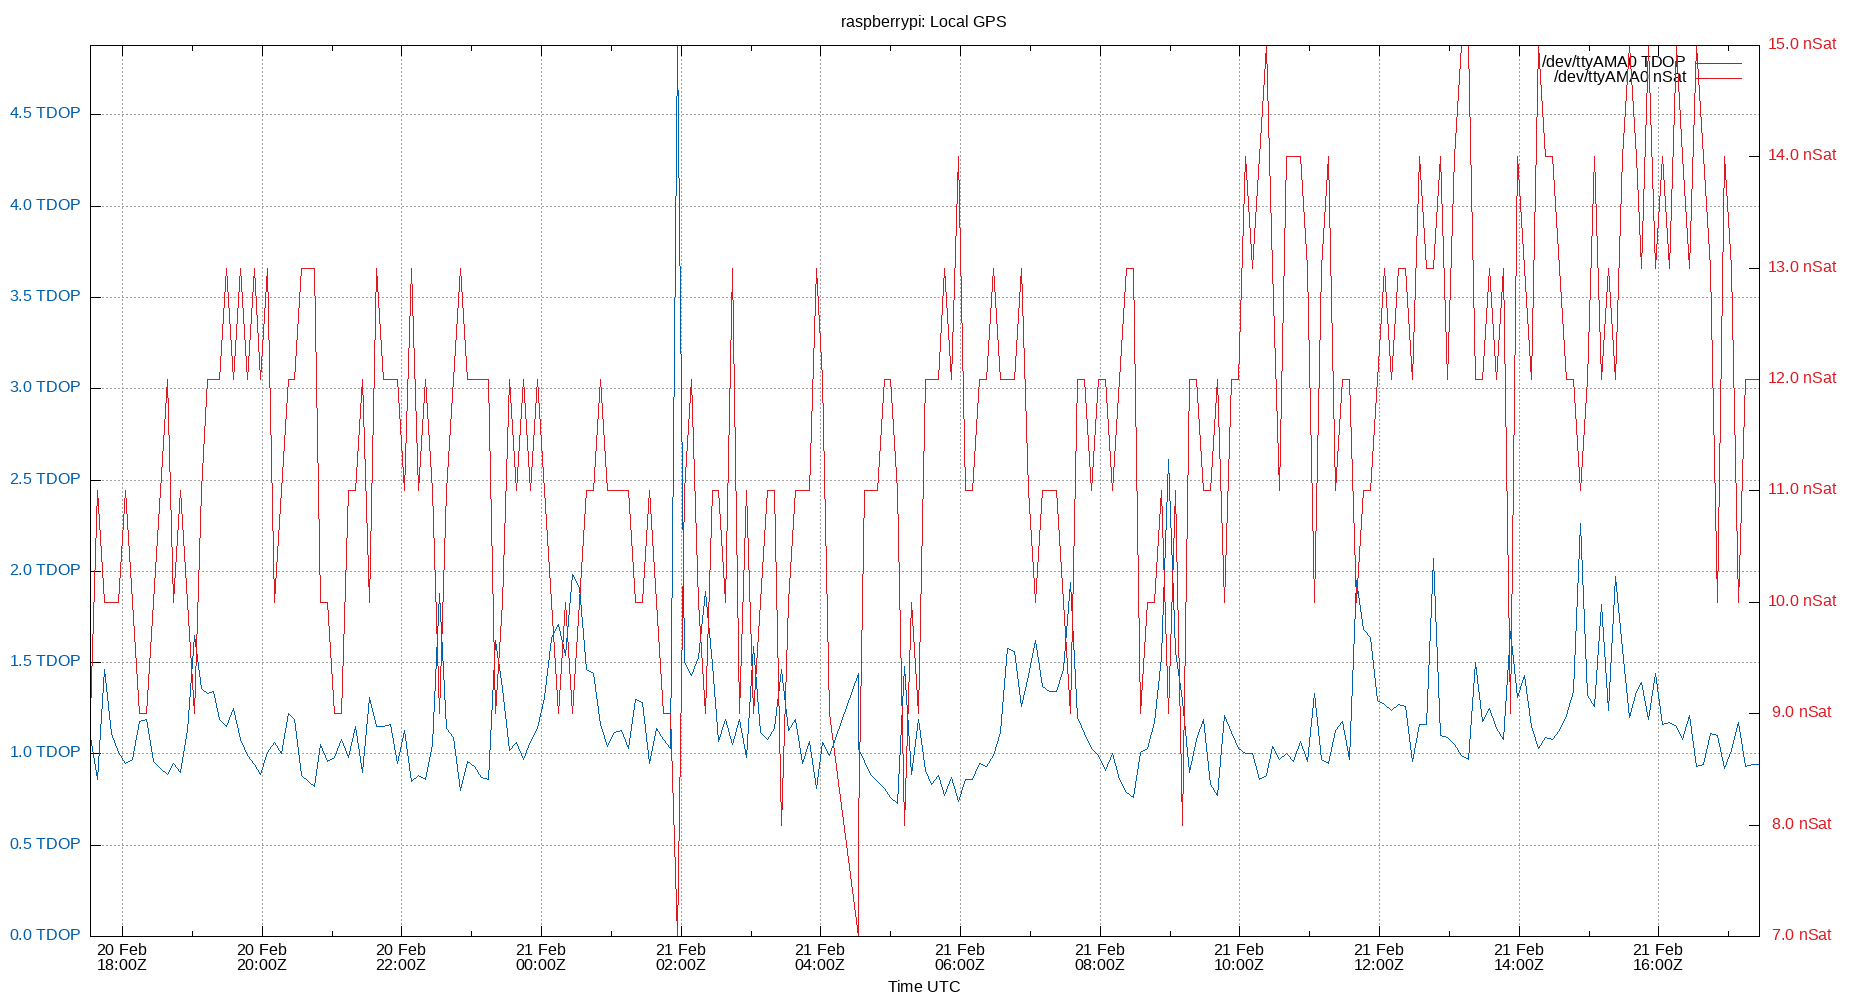 raspberrypi: Local GPS
/dev/ttyAMA0 TDOP
/dev/ttyAMA0 nSat
4.5 TDOP
4.0 TDOP
3.5 TDOP
3.0 TDOP
2.5 TDOP
2.0 TDOP
1.5 TDOP
1.0 TDOP
0.5 TDOP
0.0 TDOP
15.0 nSat
14.0 nSat
13.0 nSat
12.0 nSat
11.0 nSat
10.0 nSat
9.0 nSat
8.0 nSat
7.0 nSat
20 Feb
18:00Z
20 Feb
20:00Z
20 Feb
22:00Z
21 Feb
00:00Z
21 Feb
02:00Z
21 Feb
04:00Z
21 Feb
06:00Z
21 Feb
08:00Z
21 Feb
10:00Z
21 Feb
12:00Z
21 Feb
14:00Z
21 Feb
16:00Z
Time UTC